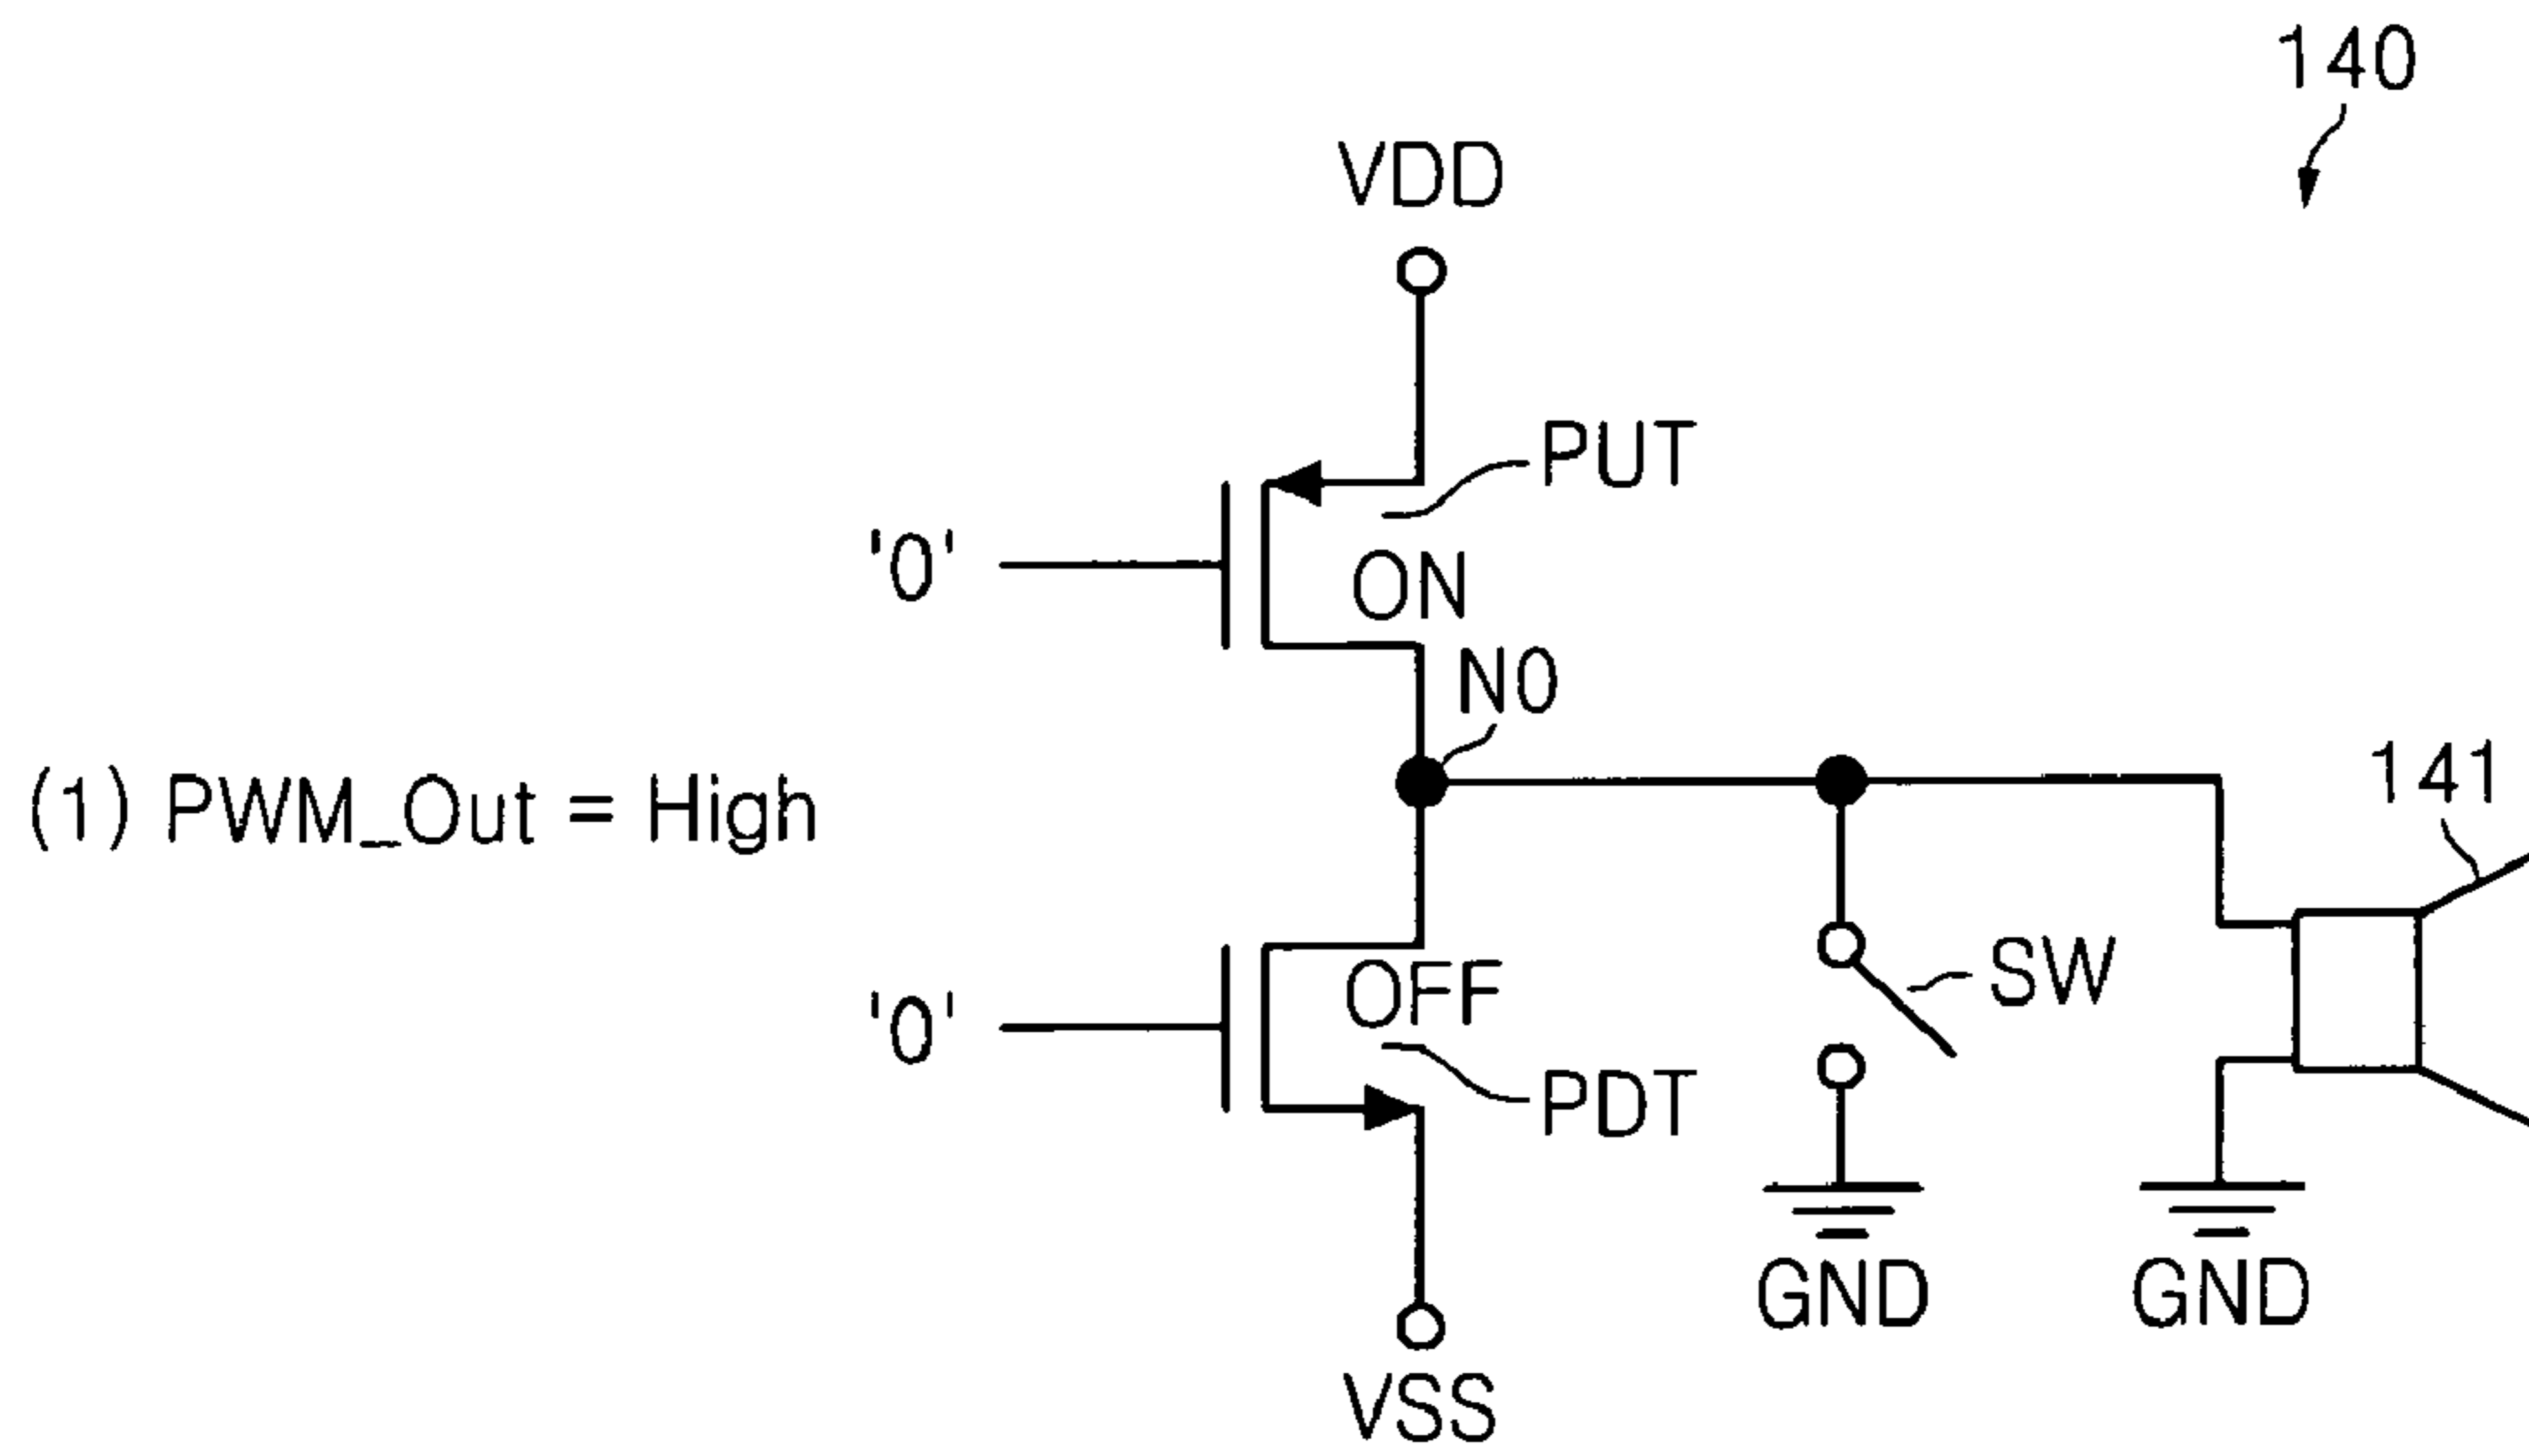 140
VDD
PUT
'0'
ON
N0
(1) PWM_Out = High
141
SW
OFF
'0'
PDT
GND
GND
VSS